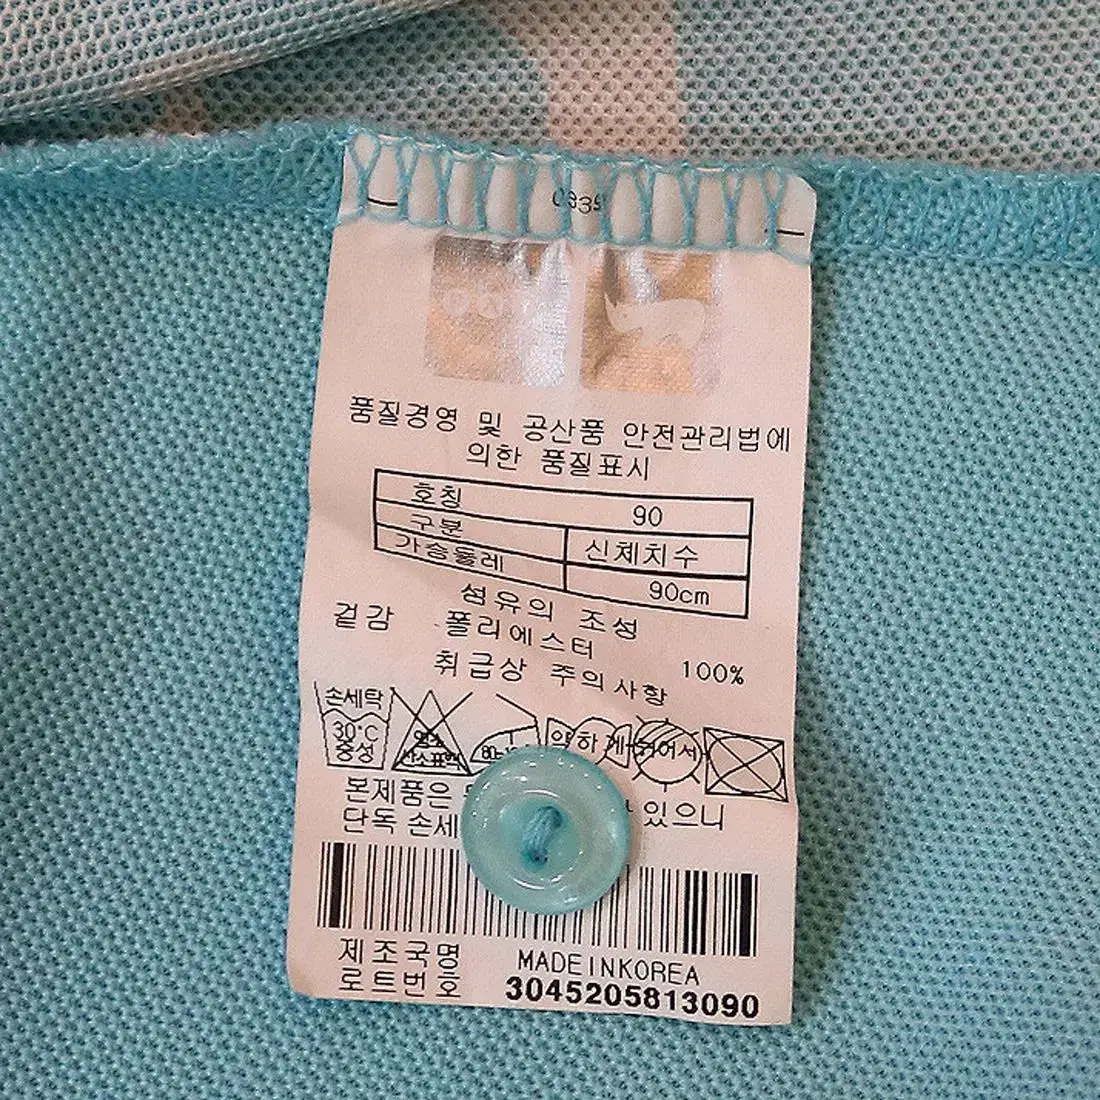 품질경영 및 공산품 안전관리법에
의한 품질표시
호칭 90
구분 신체치수
가슴둘레 90cm
섬유의 조성
겉감 폴리에스터 100%
취급상 주의사항
손세탁 30℃ 중성
약하게
본제품은 있으니
단독 손세
제조국명 MADEINKOREA
로트번호 3045205813090